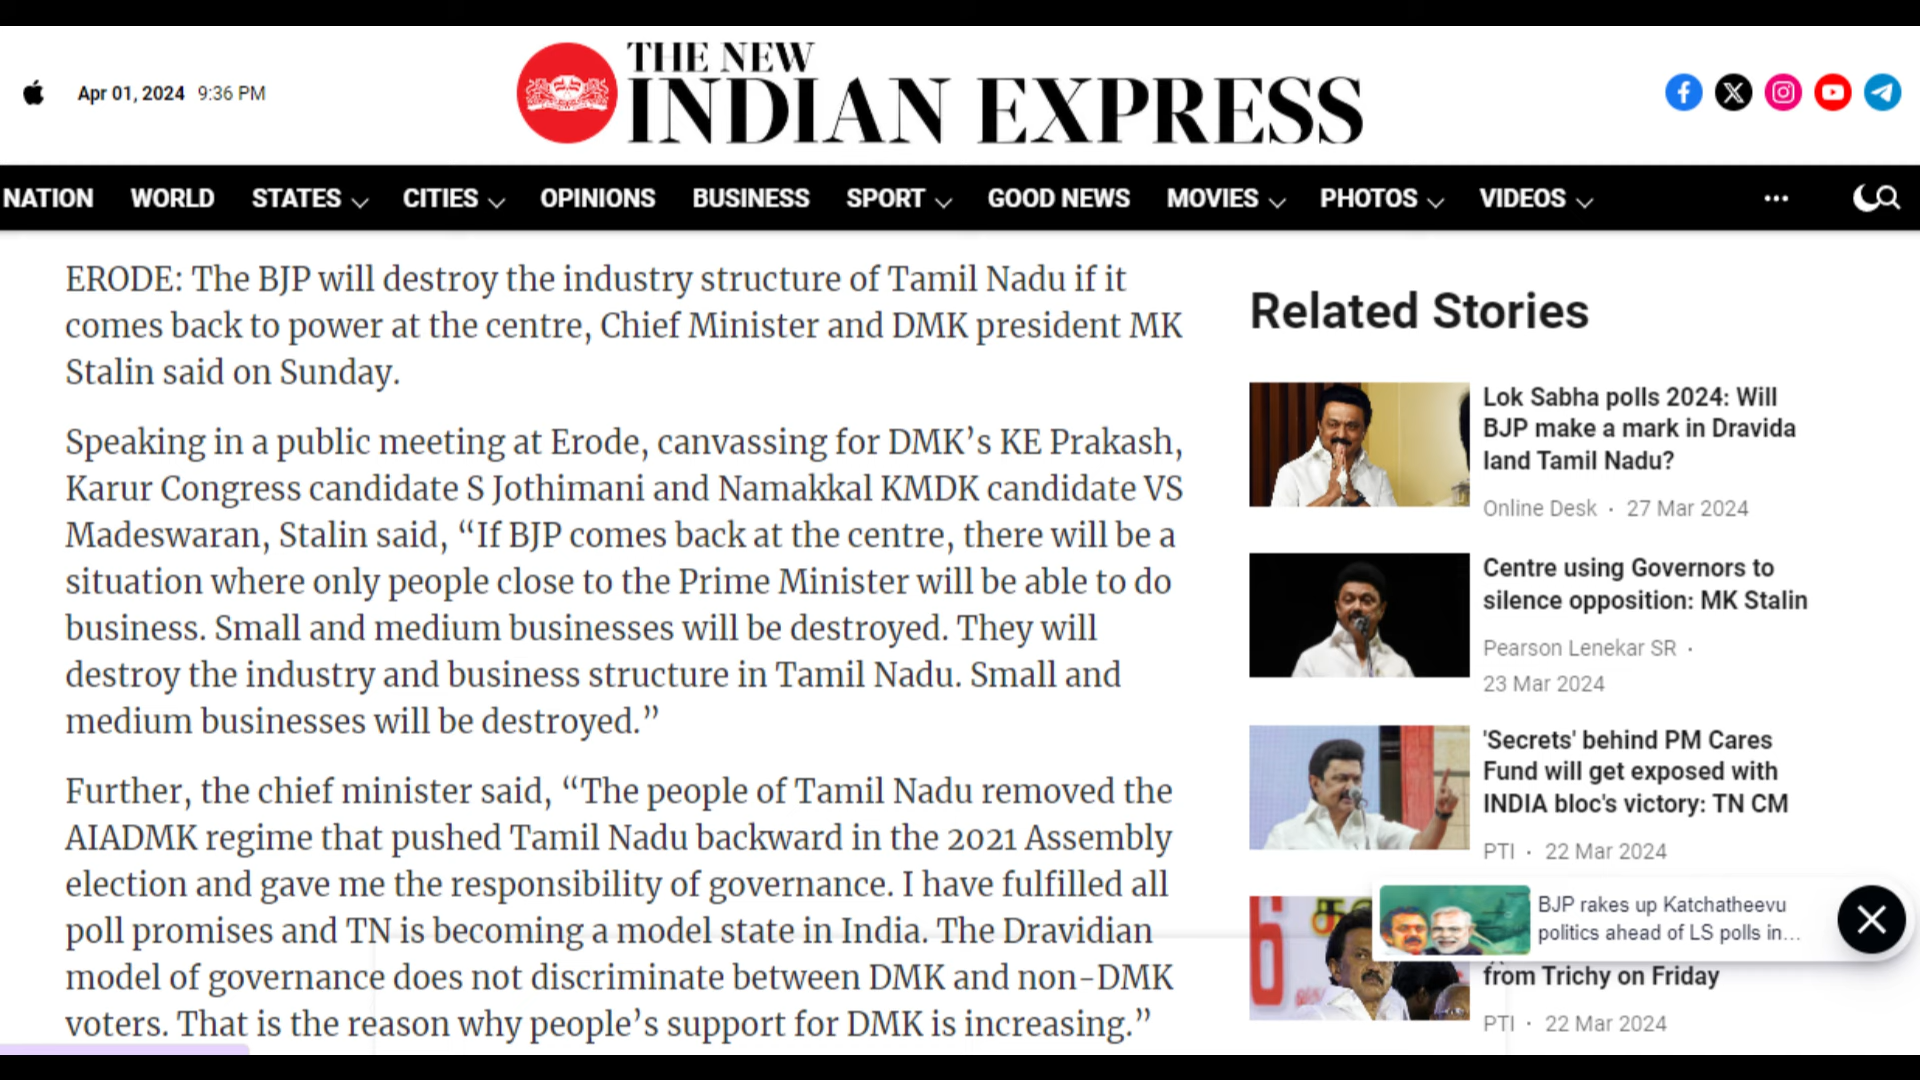 THE NEW
INDIAN EXPRESS
Apr 01, 2024 9:36 PM
NATION WORLD STATES CITIES OPINIONS BUSINESS SPORT GOOD NEWS MOVIES PHOTOS VIDEOS
ERODE: The BJP will destroy the industry structure of Tamil Nadu if it
comes back to power at the centre, Chief Minister and DMK president MK
Stalin said on Sunday.
Speaking in a public meeting at Erode, canvassing for DMK’s KE Prakash,
Karur Congress candidate S Jothimani and Namakkal KMDK candidate VS
Madeswaran, Stalin said, “If BJP comes back at the centre, there will be a
situation where only people close to the Prime Minister will be able to do
business. Small and medium businesses will be destroyed. They will
destroy the industry and business structure in Tamil Nadu. Small and
medium businesses will be destroyed.”
Further, the chief minister said, “The people of Tamil Nadu removed the
AIADMK regime that pushed Tamil Nadu backward in the 2021 Assembly
election and gave me the responsibility of governance. I have fulfilled all
poll promises and TN is becoming a model state in India. The Dravidian
model of governance does not discriminate between DMK and non-DMK
voters. That is the reason why people’s support for DMK is increasing.”
Related Stories
Lok Sabha polls 2024: Will
BJP make a mark in Dravida
land Tamil Nadu?
Online Desk · 27 Mar 2024
Centre using Governors to
silence opposition: MK Stalin
Pearson Lenekar SR ·
23 Mar 2024
'Secrets' behind PM Cares
Fund will get exposed with
INDIA bloc's victory: TN CM
PTI · 22 Mar 2024
BJP rakes up Katchatheevu
politics ahead of LS polls in...
from Trichy on Friday
PTI · 22 Mar 2024